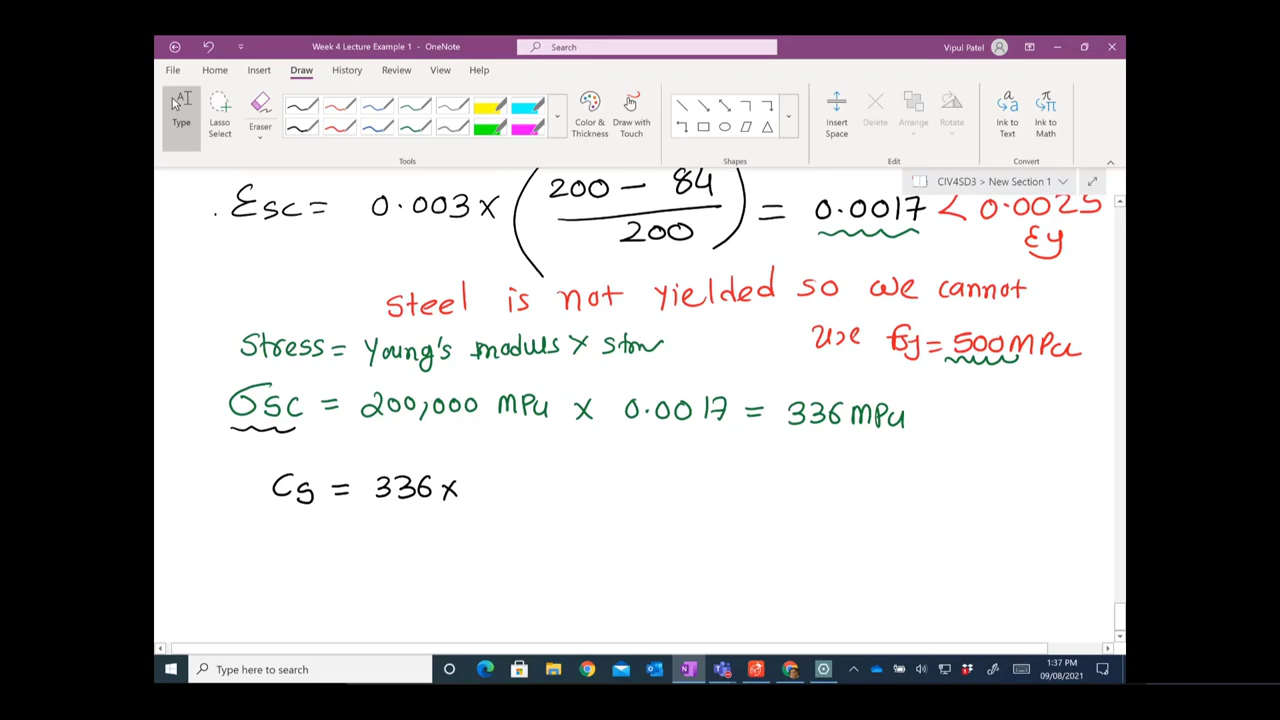 Week 4 Lecture Example 1 - OneNote
Search
Vipul Patel
File Home Insert Draw History Review View Help
Type
Lasso Select
Eraser
Color & Thickness
Draw with Touch
Insert Space
Delete
Arrange
Rotate
Ink to Text
Ink to Math
Tools
Shapes
Edit
Convert
CIV4SD3 > New Section 1
. Esc = 0.003 x ( 200 - 84 / 200 ) = 0.0017 < 0.0025
Ey
Steel is not yielded so we cannot
use fsy = 500 MPa
Stress = Young's modulus x
σsc = 200,000 MPa x 0.0017 = 336 MPa
Cs = 336 x
Type here to search
1:37 PM
09/08/2021